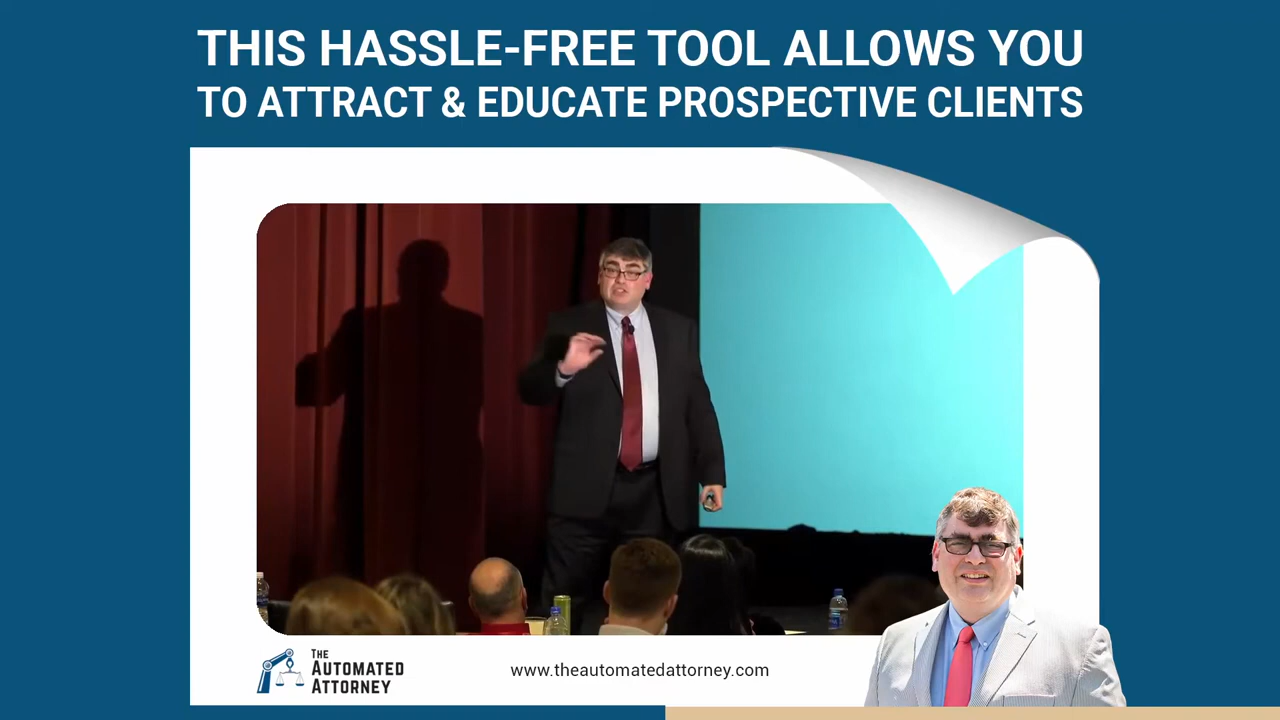 THIS HASSLE-FREE TOOL ALLOWS YOU
TO ATTRACT & EDUCATE PROSPECTIVE CLIENTS
THE
AUTOMATED
ATTORNEY
www.theautomatedattorney.com